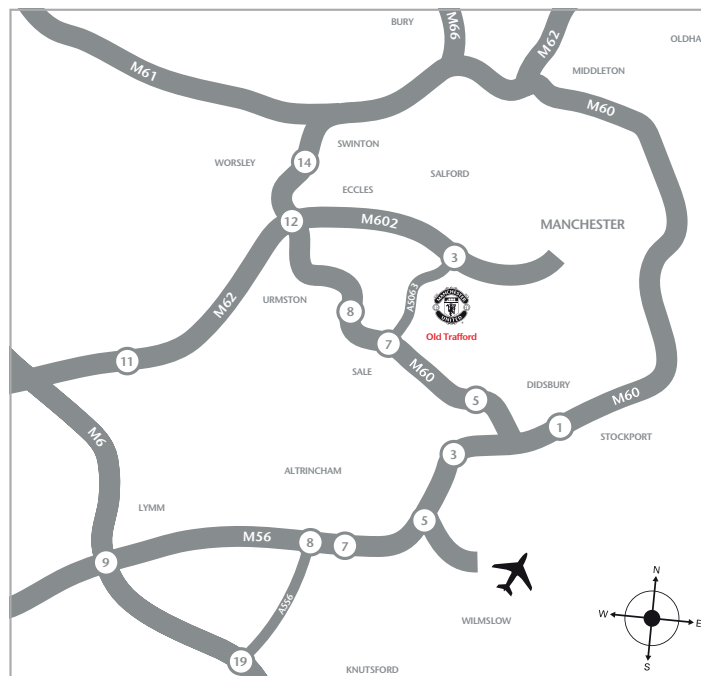 BURY
M66
M62
OLDHA
MIDDLETON
M61
M60
SWINTON
WORSLEY
14
SALFORD
ECCLES
12
M602
MANCHESTER
3
M62
URMSTON
A5063
MANCHESTER
UNITED
8
Old Trafford
7
11
SALE
M60
DIDSBURY
5
M60
1
STOCKPORT
M6
3
ALTRINCHAM
LYMM
5
M56
8
7
9
N
A556
W
E
WILMSLOW
S
19
KNUTSFORD